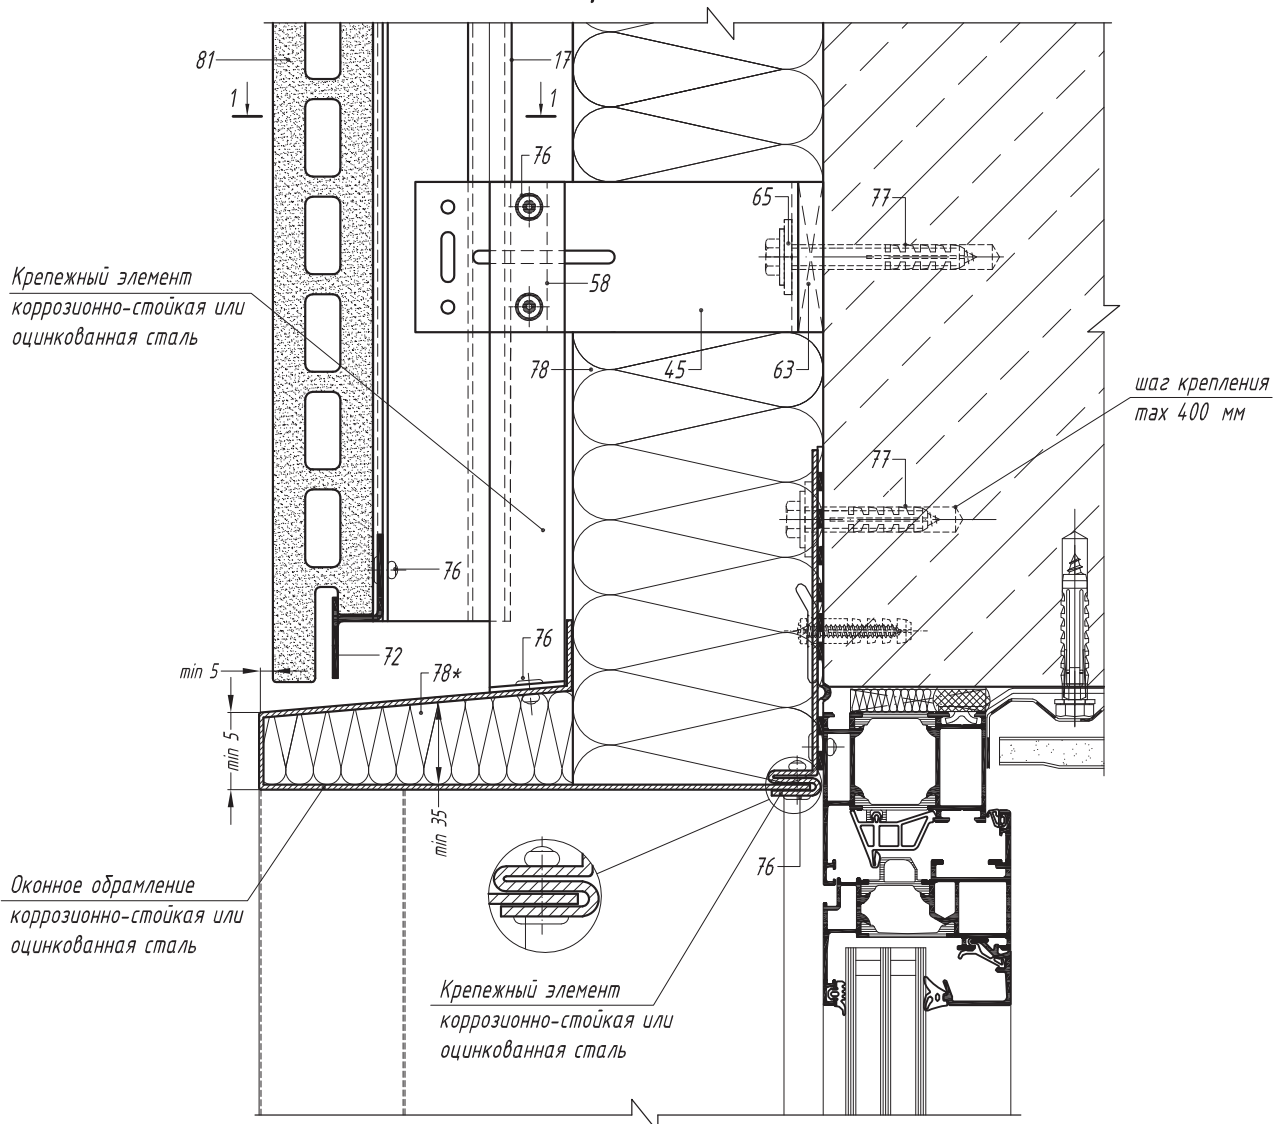 81
17
1
1
76
65
77
Крепежный элемент
коррозионно-стойкая или
оцинкованная сталь
58
78
45
63
шаг крепления
max 400 мм
77
76
76
72
min 5
78*
min 5
min 35
76
Оконное обрамление
коррозионно-стойкая или
оцинкованная сталь
Крепежный элемент
коррозионно-стойкая или
оцинкованная сталь